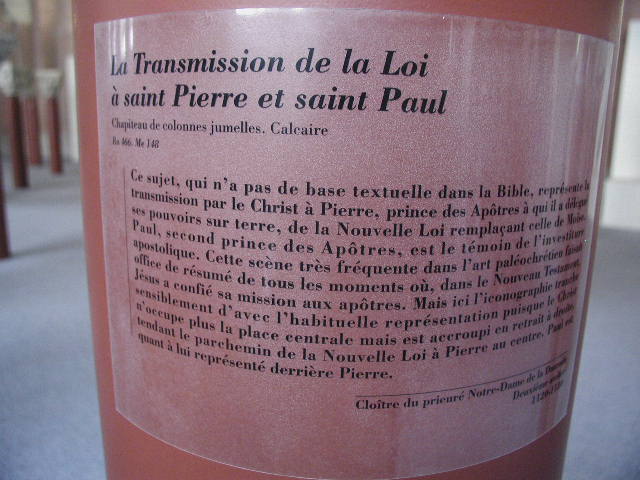 La Transmission de la Loi
à saint Pierre et saint Paul
Chapiteau de colonnes jumelles. Calcaire
Ra 466. Me 148
Ce sujet, qui n'a pas de base textuelle dans la Bible, représente la
transmission par le Christ à Pierre, prince des Apôtres à qui il a délégué
ses pouvoirs sur terre, de la Nouvelle Loi remplaçant celle de Moïse.
Paul, second prince des Apôtres, est le témoin de l'investiture
apostolique. Cette scène très fréquente dans l'art paléochrétien faisait
office de résumé de tous les moments où, dans le Nouveau Testament,
Jésus a confié sa mission aux apôtres. Mais ici l'iconographie tranche
sensiblement d'avec l'habituelle représentation puisque le Christ
n'occupe plus la place centrale mais est accroupi en retrait à droite,
tendant le parchemin de la Nouvelle Loi à Pierre au centre. Paul est
quant à lui représenté derrière Pierre.
Cloître du prieuré Notre-Dame de la Daurade
Deuxième
1120-